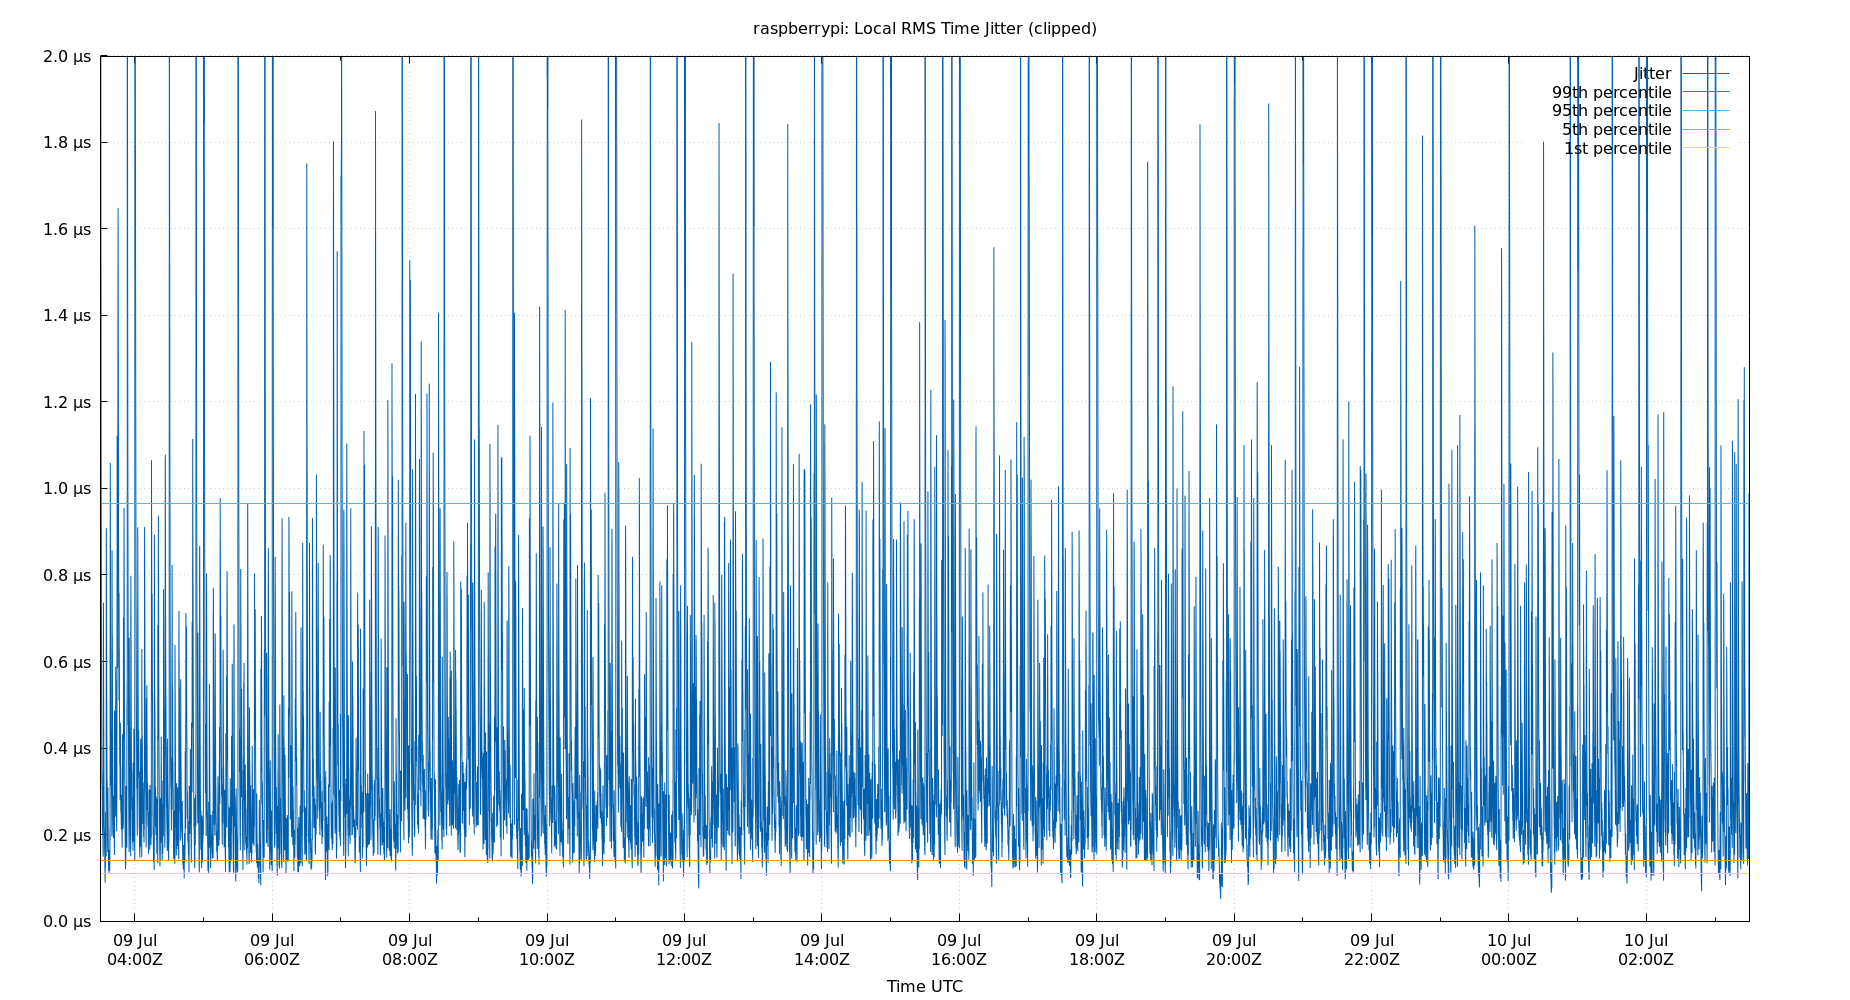 raspberrypi: Local RMS Time Jitter (clipped)
2.0 µs
1.8 µs
1.6 µs
1.4 µs
1.2 µs
1.0 µs
0.8 µs
0.6 µs
0.4 µs
0.2 µs
0.0 µs
Jitter
99th percentile
95th percentile
5th percentile
1st percentile
09 Jul 09 Jul 09 Jul 09 Jul 09 Jul 09 Jul 09 Jul 09 Jul 09 Jul 09 Jul 10 Jul 10 Jul
04:00Z 06:00Z 08:00Z 10:00Z 12:00Z 14:00Z 16:00Z 18:00Z 20:00Z 22:00Z 00:00Z 02:00Z
Time UTC